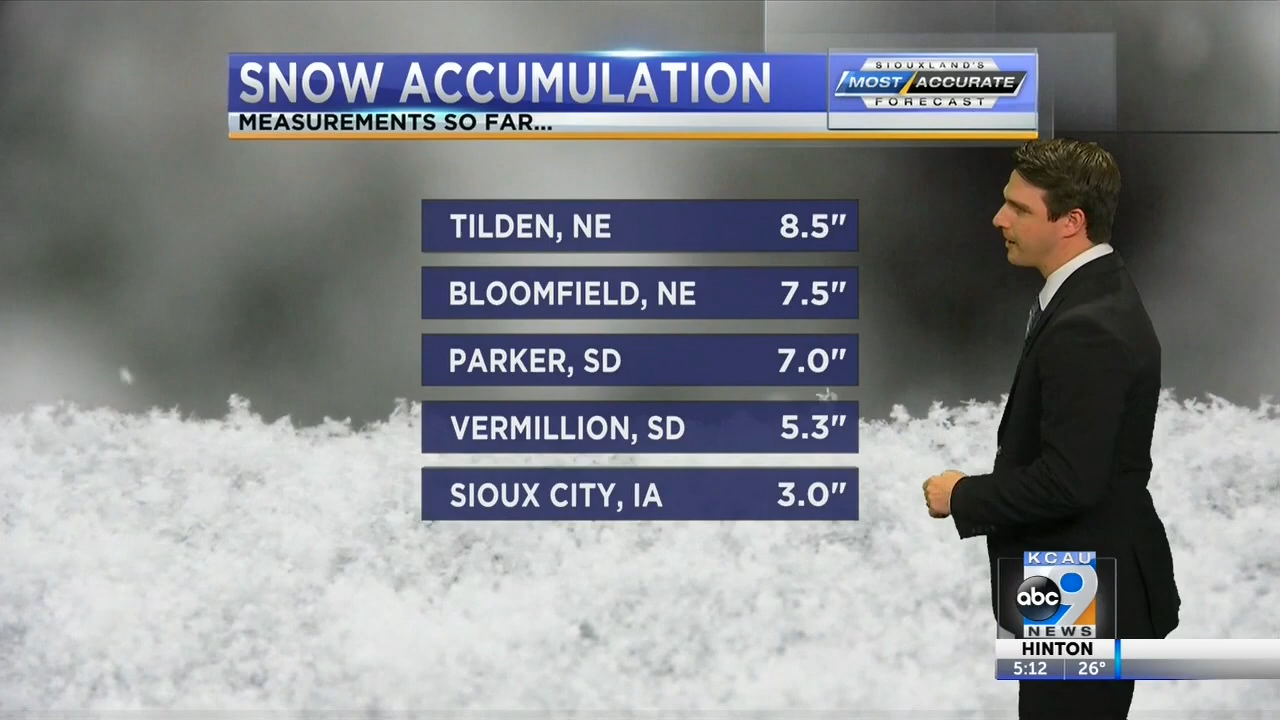 SNOW ACCUMULATION
MEASUREMENTS SO FAR...
SIOUXLAND'S
MOST ACCURATE
FORECAST
TILDEN, NE 8.5"
BLOOMFIELD, NE 7.5"
PARKER, SD 7.0"
VERMILLION, SD 5.3"
SIOUX CITY, IA 3.0"
KCAU
abc 9
NEWS
HINTON
5:12 26°